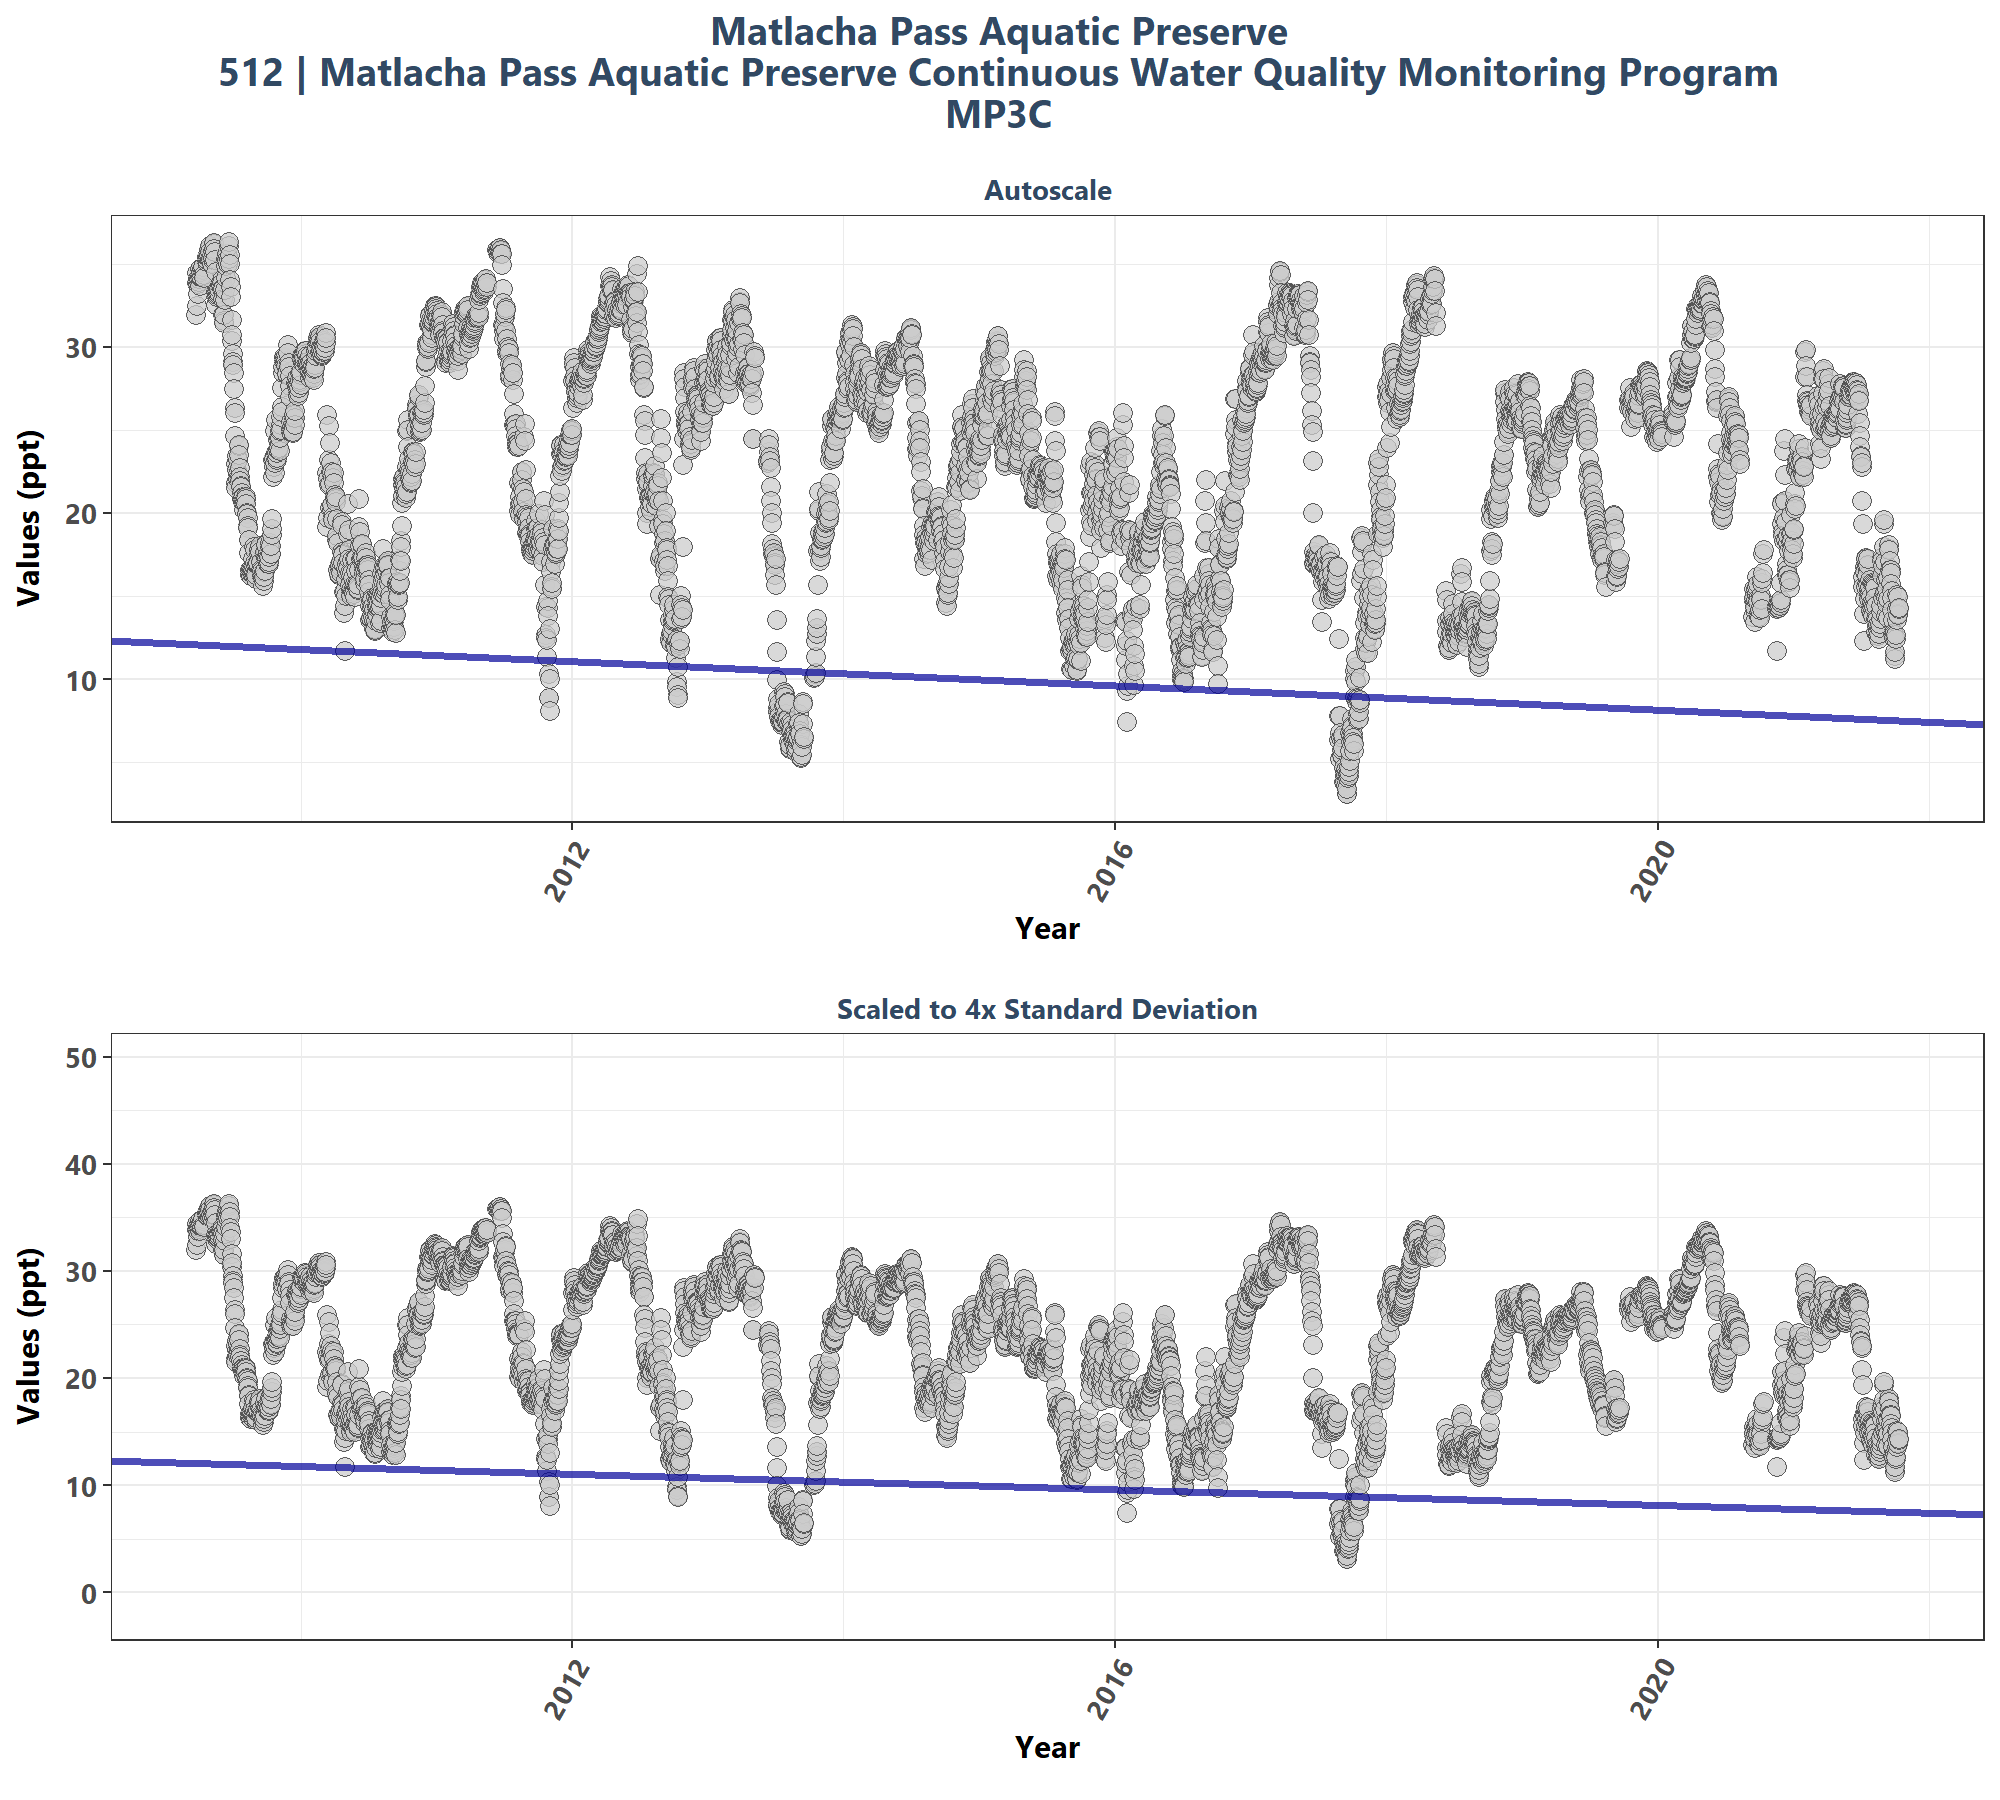 Matlacha Pass Aquatic Preserve
512 | Matlacha Pass Aquatic Preserve Continuous Water Quality Monitoring Program
MP3C
Autoscale
Values (ppt)
30
20
10
2012
2016
2020
Year
Scaled to 4x Standard Deviation
Values (ppt)
50
40
30
20
10
0
2012
2016
2020
Year